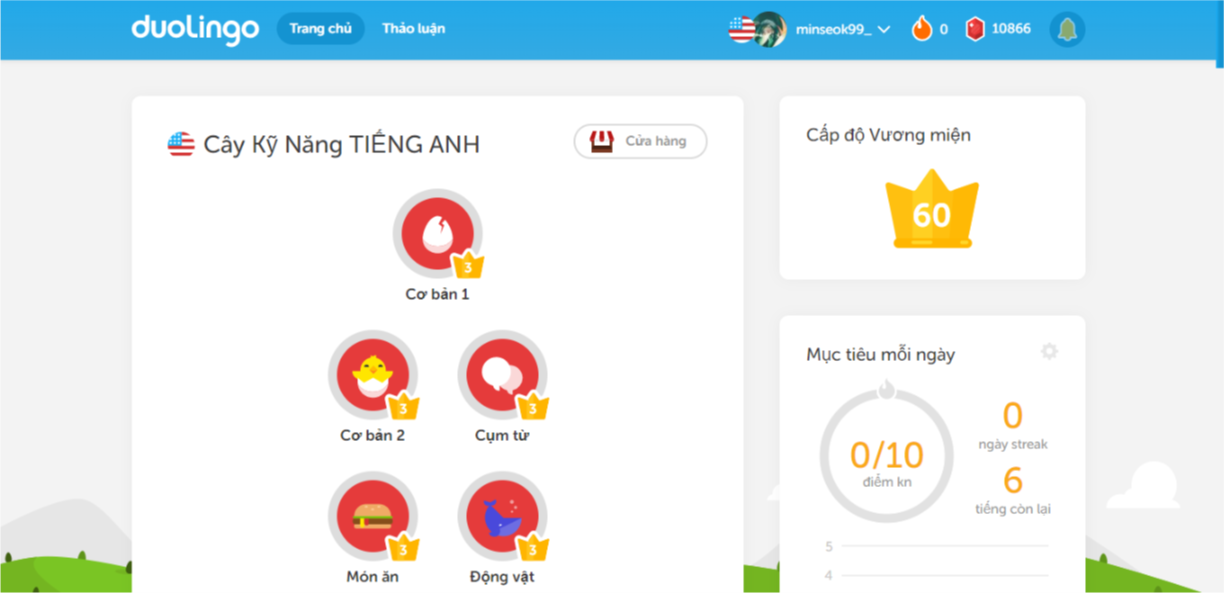 duolingo
Trang chủ
Thảo luận
minseok99_
0
10866
Cây Kỹ Năng TIẾNG ANH
Cửa hàng
3
Cơ bản 1
3
3
Cơ bản 2
Cụm từ
3
3
Món ăn
Động vật
Cấp độ Vương miện
60
Mục tiêu mỗi ngày
0/10
điểm kn
0
ngày streak
6
tiếng còn lại
5
4